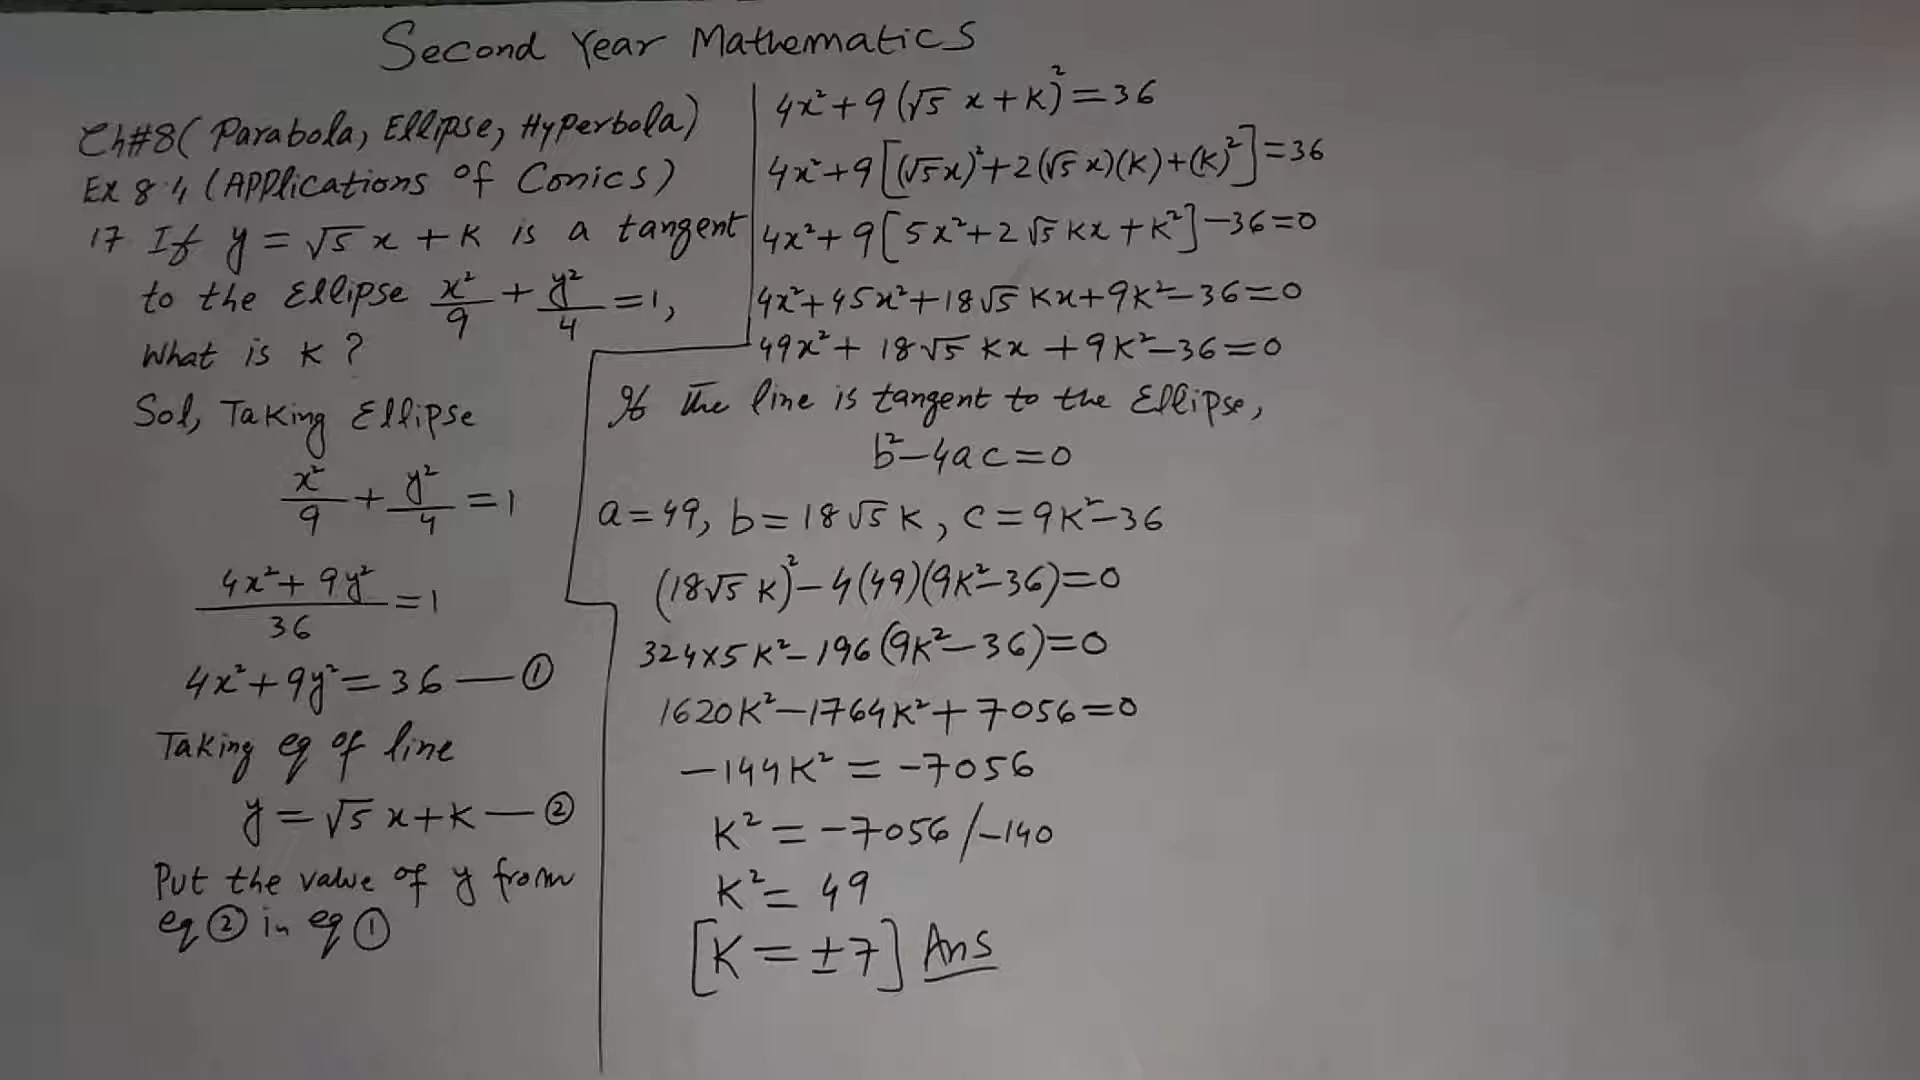 Second Year Mathematics
Ch#8( Parabola, Ellipse, Hyperbola)
Ex 8.4 (Applications of Conics)
17 If y = √5 x + K is a tangent
to the Ellipse x²/9 + y²/4 = 1,
What is K?
Sol, Taking Ellipse
x²/9 + y²/4 = 1
4x² + 9y²/36 = 1
4x² + 9y² = 36 — ①
Taking eq of line
y = √5 x + K — ②
Put the value of y from
eq ② in eq ①
4x² + 9(√5 x + K)² = 36
4x² + 9[(√5x)² + 2(√5 x)(K) + (K)²] = 36
4x² + 9[5x² + 2√5 Kx + K²] - 36 = 0
4x² + 45x² + 18√5 Kx + 9K² - 36 = 0
49x² + 18√5 Kx + 9K² - 36 = 0
If the line is tangent to the Ellipse,
b² - 4ac = 0
a = 49, b = 18√5 K, c = 9K² - 36
(18√5 K)² - 4(49)(9K² - 36) = 0
324×5 K² - 196(9K² - 36) = 0
1620K² - 1764K² + 7056 = 0
-144K² = -7056
K² = -7056/-140
K² = 49
[K = ±7] Ans